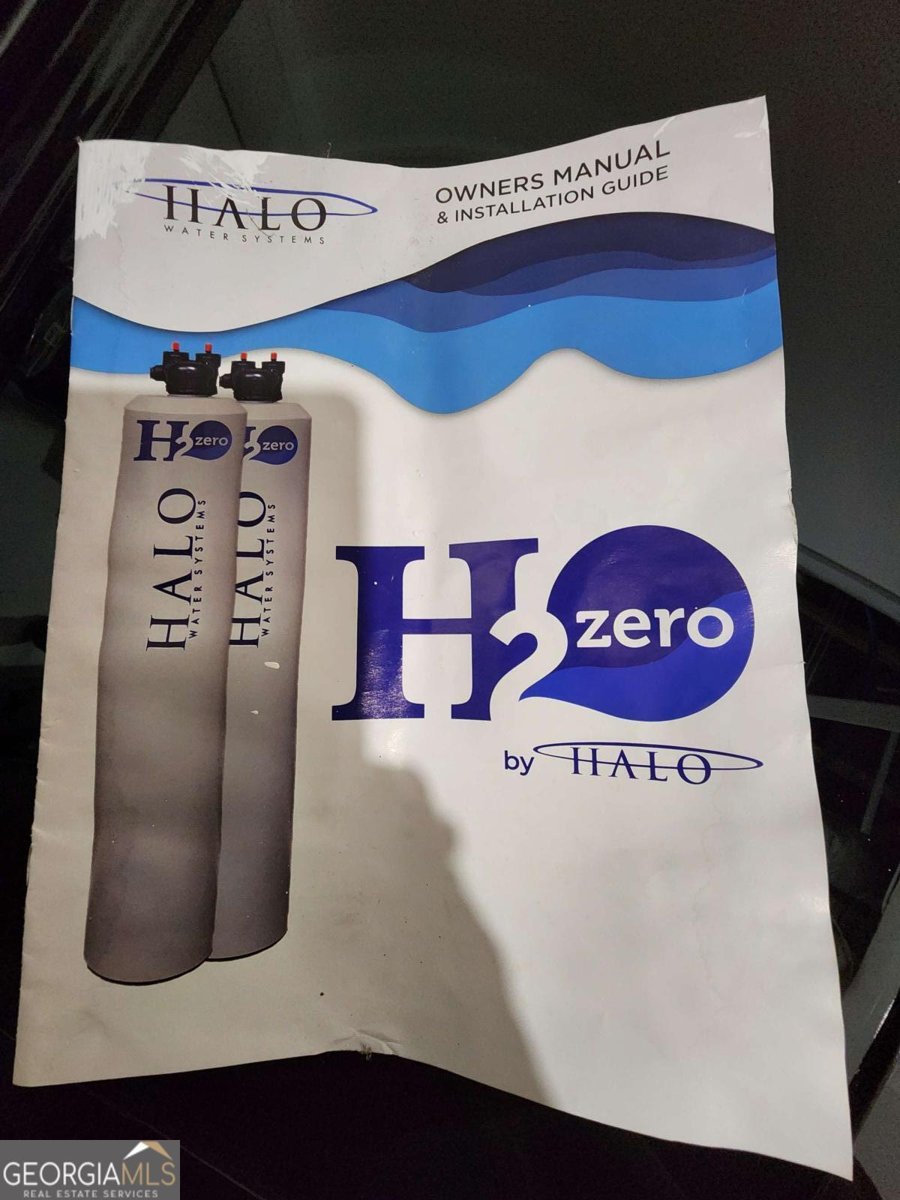 HALO
WATER SYSTEMS
OWNERS MANUAL
& INSTALLATION GUIDE
H2zero
HALO
WATER SYSTEMS
H2zero
HALO
WATER SYSTEMS
H2zero
by HALO
GEORGIAMLS
REAL ESTATE SERVICES